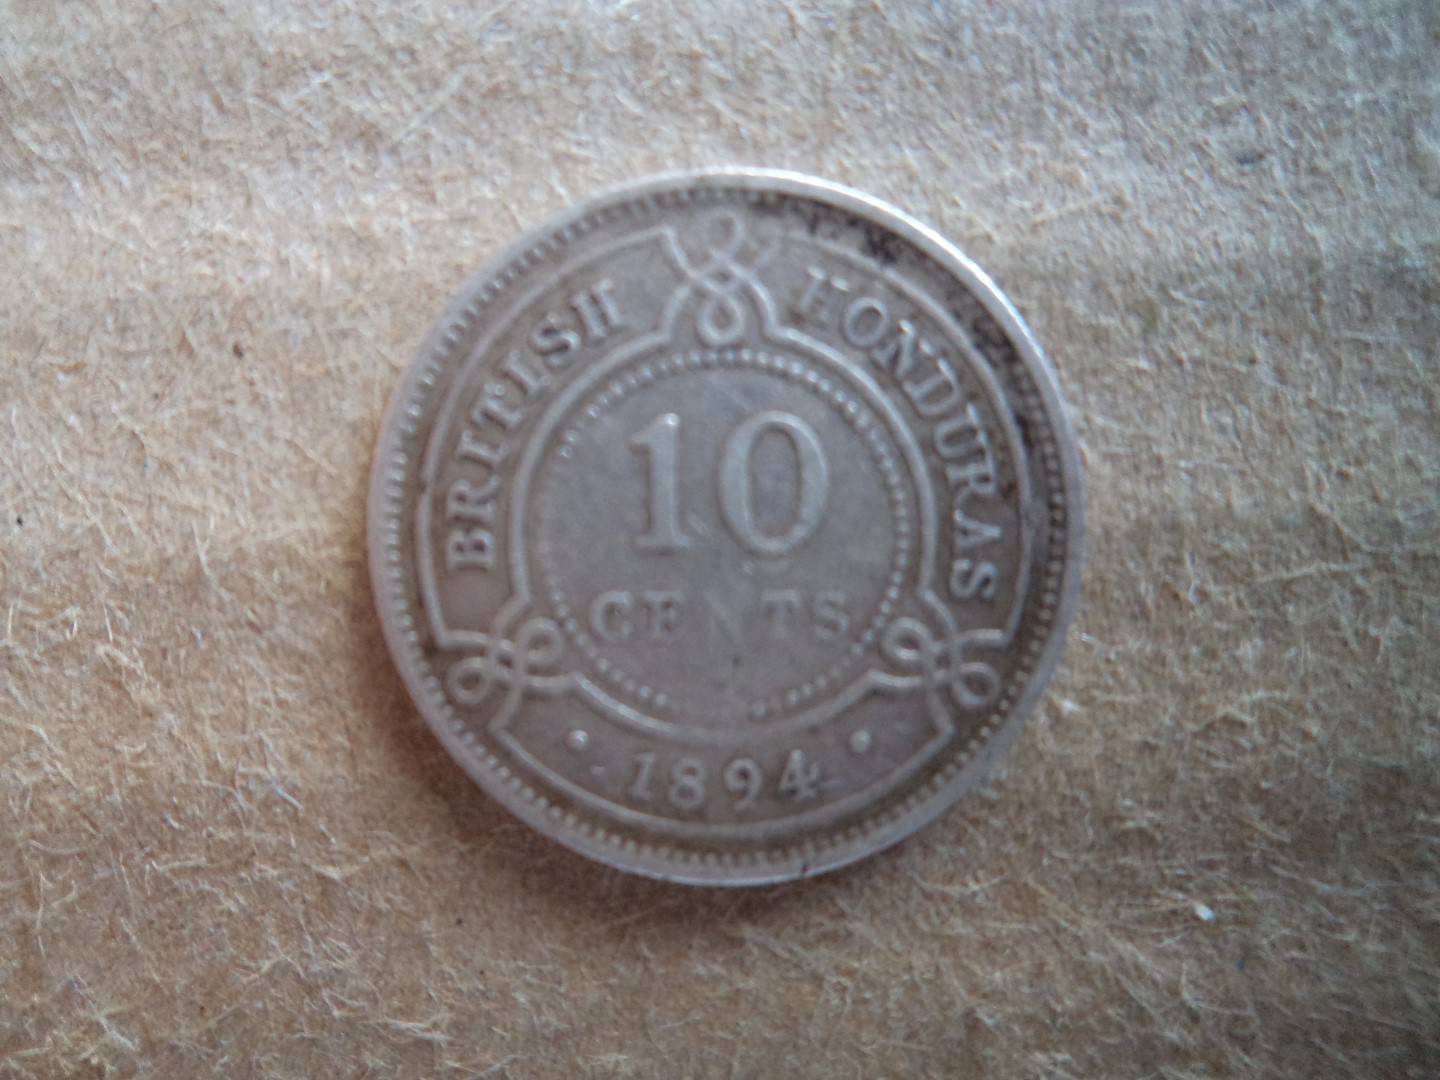 BRITISH HONDURAS
10
CENTS
· 1894 ·